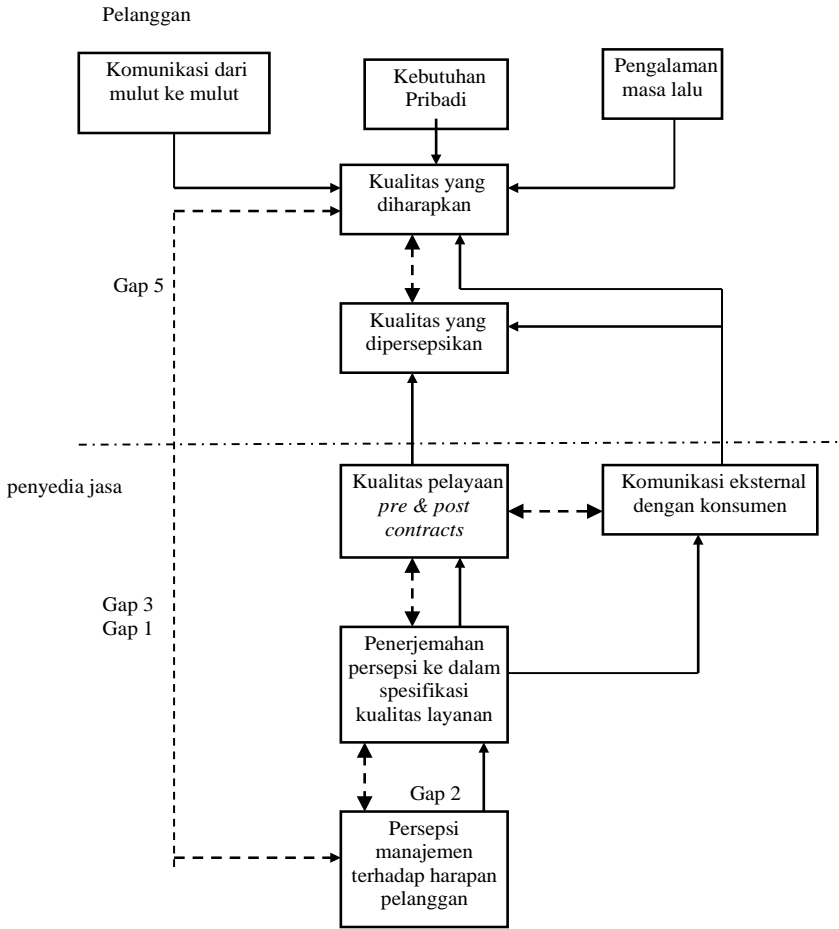 Pelanggan
Komunikasi dari
mulut ke mulut
Kebutuhan
Pribadi
Pengalaman
masa lalu
Kualitas yang
diharapkan
Gap 5
Kualitas yang
dipersepsikan
penyedia jasa
Kualitas pelayaan
pre & post
contracts
Komunikasi eksternal
dengan konsumen
Gap 3
Gap 1
Penerjemahan
persepsi ke dalam
spesifikasi
kualitas layanan
Gap 2
Persepsi
manajemen
terhadap harapan
pelanggan